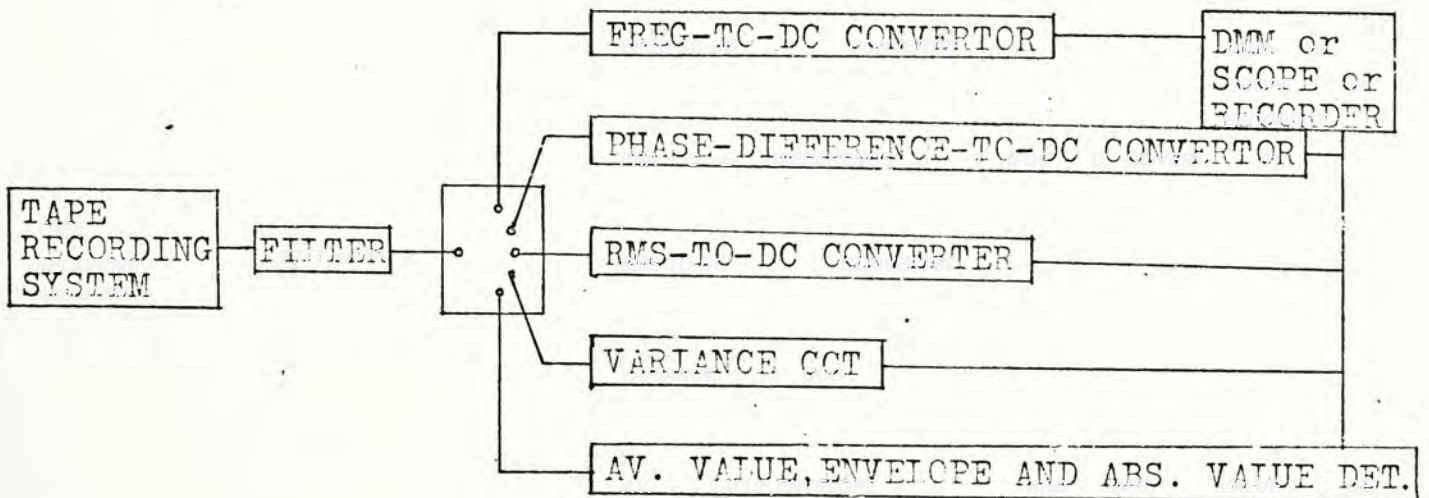 FREG-TO-DC CONVERTOR
DMM or
SCOPE or
RECORDER
PHASE-DIFFERENCE-TO-DC CONVERTOR
TAPE
RECORDING
SYSTEM
FILTER
RMS-TO-DC CONVERTER
VARIANCE CCT
AV. VALUE,ENVELOPE AND ABS. VALUE DET.